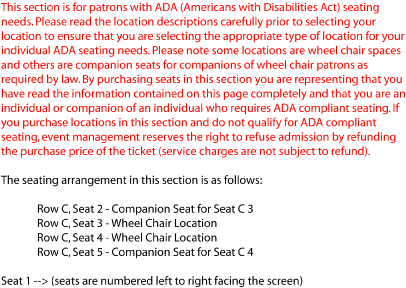 This section is for patrons with ADA (Americans with Disabilities Act) seating
needs. Please read the location descriptions carefully prior to selecting your
location to ensure that you are selecting the appropriate type of location for your
individual ADA seating needs. Please note some locations are wheel chair spaces
and others are companion seats for companions of wheel chair patrons as
required by law. By purchasing seats in this section you are representing that you
have read the information contained on this page completely and that you are an
individual or companion of an individual who requires ADA compliant seating. If
you purchase locations in this section and do not qualify for ADA compliant
seating, event management reserves the right to refuse admission by refunding
the purchase price of the ticket (service charges are not subject to refund).
The seating arrangement in this section is as follows:
Row C, Seat 2 - Companion Seat for Seat C 3
Row C, Seat 3 - Wheel Chair Location
Row C, Seat 4 - Wheel Chair Location
Row C, Seat 5 - Companion Seat for Seat C 4
Seat 1 --> (seats are numbered left to right facing the screen)